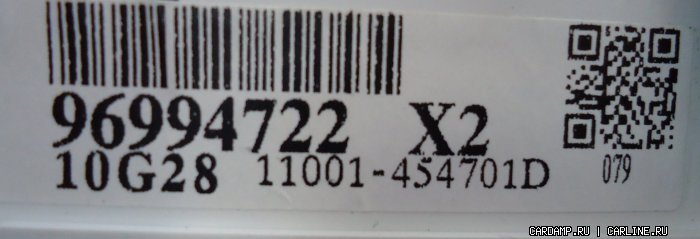 96994722 X2
10G28 11001-454701D
079
CARDAMP.RU | CARLINE.RU